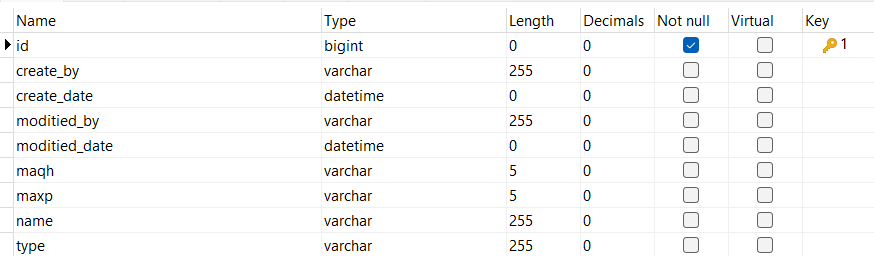 Name Type Length Decimals Not null Virtual Key
id bigint 0 0 1
create_by varchar 255 0
create_date datetime 0 0
moditied_by varchar 255 0
moditied_date datetime 0 0
maqh varchar 5 0
maxp varchar 5 0
name varchar 255 0
type varchar 255 0